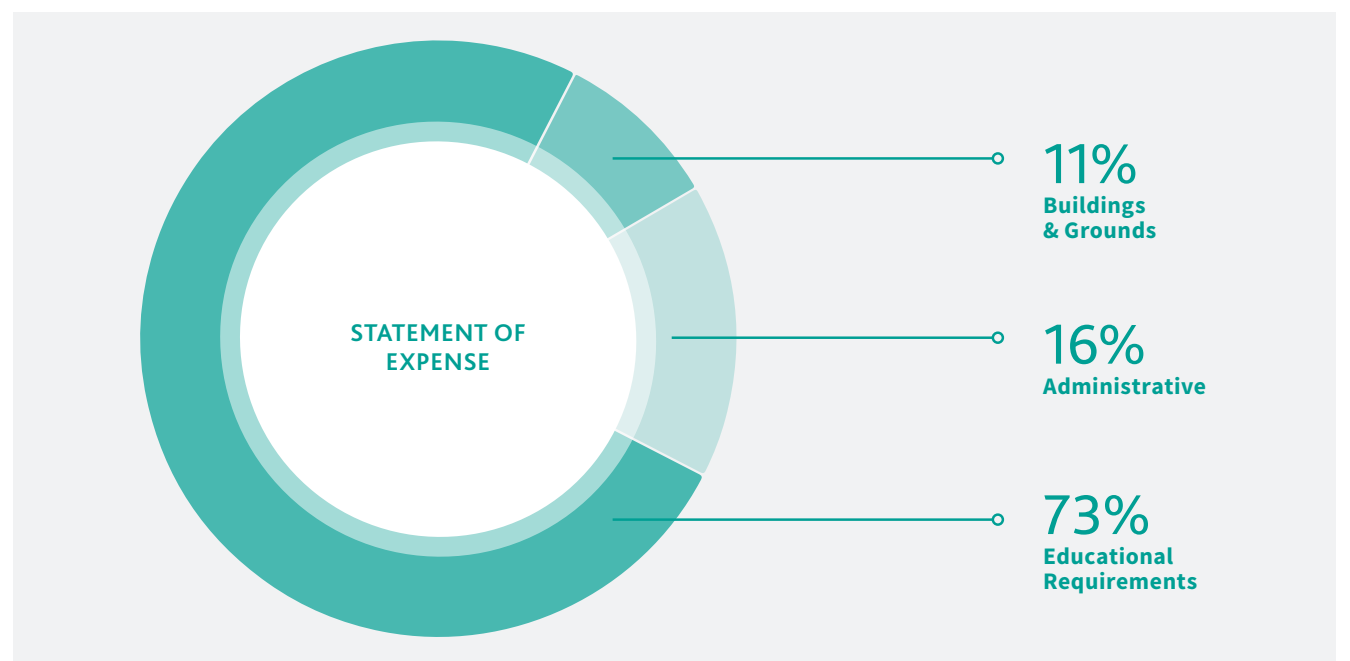 STATEMENT OF
EXPENSE
11%
Buildings
& Grounds
16%
Administrative
73%
Educational
Requirements